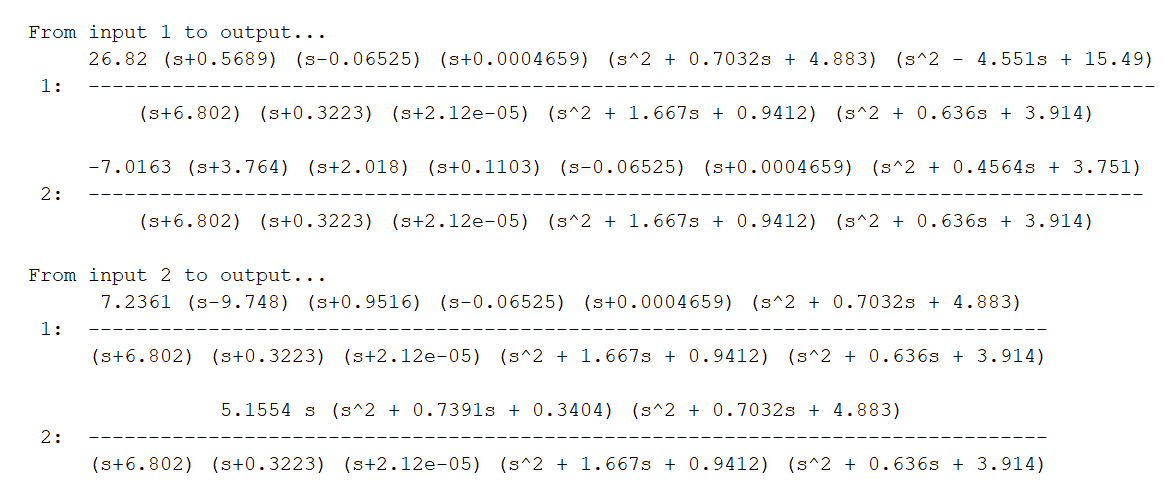 From input 1 to output...
26.82 (s+0.5689) (s-0.06525) (s+0.0004659) (s^2 + 0.7032s + 4.883) (s^2 - 4.551s + 15.49)
1: -----------------------------------------------------------------------------------------
(s+6.802) (s+0.3223) (s+2.12e-05) (s^2 + 1.667s + 0.9412) (s^2 + 0.636s + 3.914)
-7.0163 (s+3.764) (s+2.018) (s+0.1103) (s-0.06525) (s+0.0004659) (s^2 + 0.4564s + 3.751)
2: ----------------------------------------------------------------------------------------
(s+6.802) (s+0.3223) (s+2.12e-05) (s^2 + 1.667s + 0.9412) (s^2 + 0.636s + 3.914)
From input 2 to output...
7.2361 (s-9.748) (s+0.9516) (s-0.06525) (s+0.0004659) (s^2 + 0.7032s + 4.883)
1: --------------------------------------------------------------------------------
(s+6.802) (s+0.3223) (s+2.12e-05) (s^2 + 1.667s + 0.9412) (s^2 + 0.636s + 3.914)
5.1554 s (s^2 + 0.7391s + 0.3404) (s^2 + 0.7032s + 4.883)
2: --------------------------------------------------------------------------------
(s+6.802) (s+0.3223) (s+2.12e-05) (s^2 + 1.667s + 0.9412) (s^2 + 0.636s + 3.914)